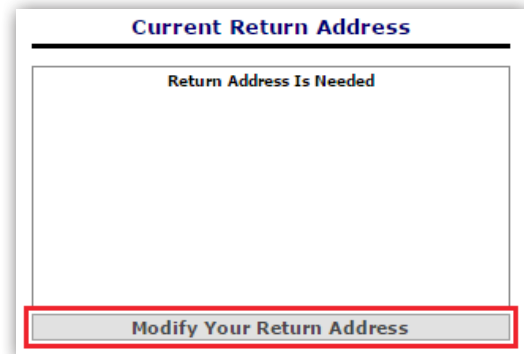 Current Return Address
Return Address Is Needed
Modify Your Return Address